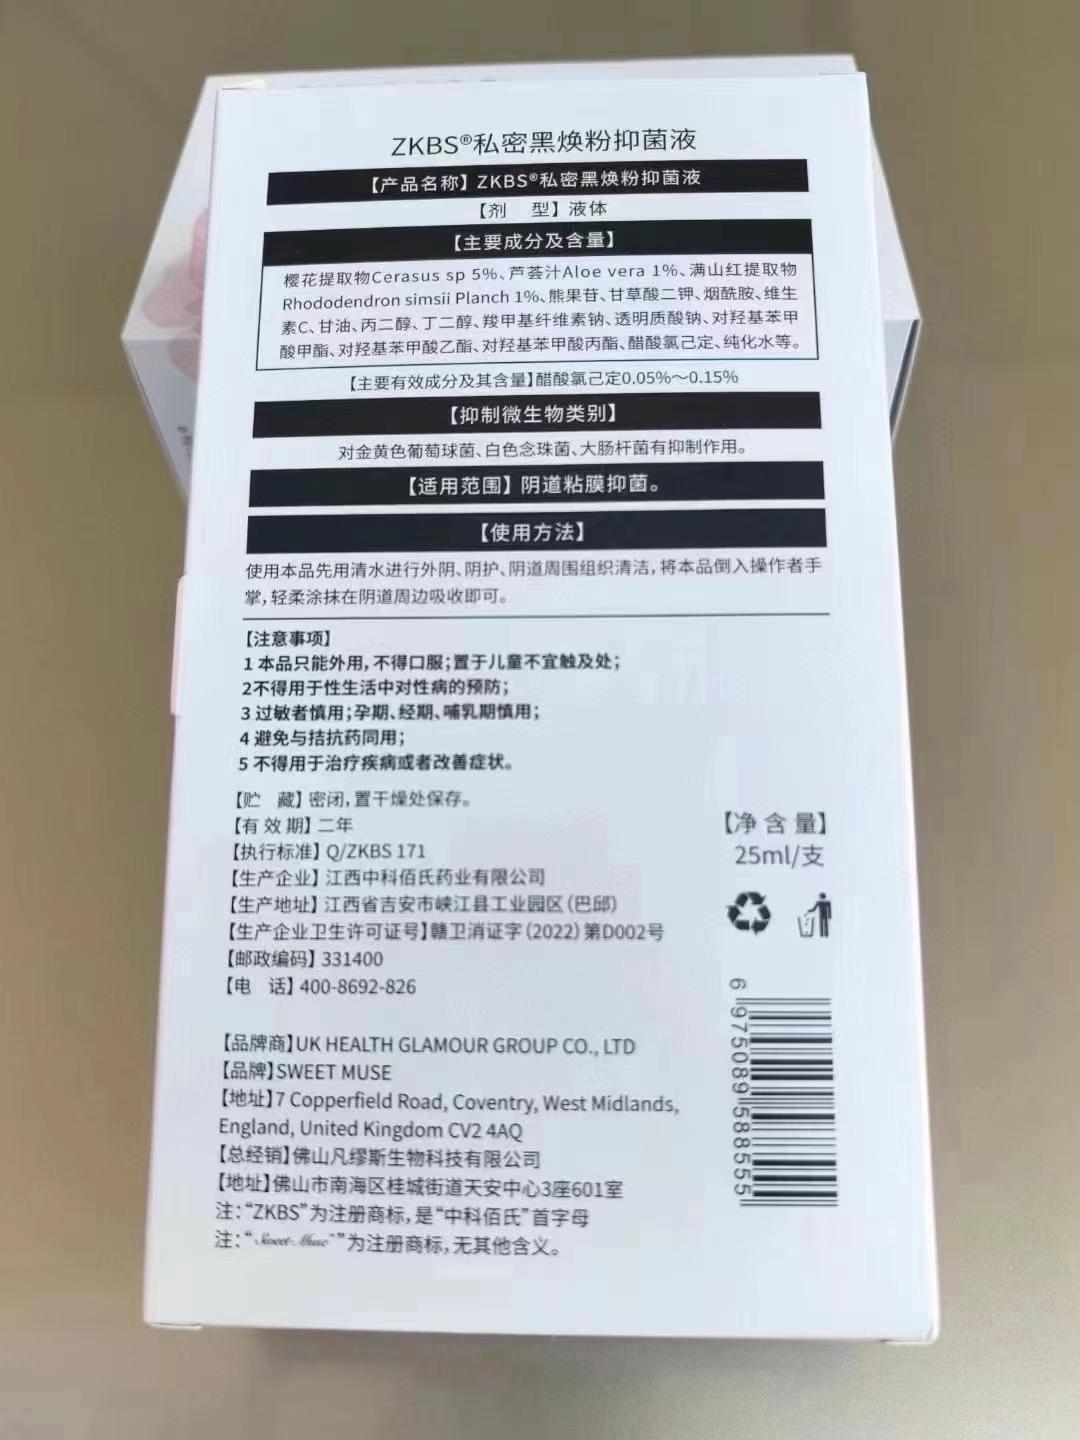 ZKBS®私密黑焕粉抑菌液
【产品名称】ZKBS®私密黑焕粉抑菌液
【剂 型】液体
【主要成分及含量】
樱花提取物Cerasus sp 5%、芦荟汁Aloe vera 1%、满山红提取物
Rhododendron simsii Planch 1%、熊果苷、甘草酸二钾、烟酰胺、维生
素C、甘油、丙二醇、丁二醇、羧甲基纤维素钠、透明质酸钠、对羟基苯甲
酸甲酯、对羟基苯甲酸乙酯、对羟基苯甲酸丙酯、醋酸氯己定、纯化水等。
【主要有效成分及其含量】醋酸氯己定0.05%～0.15%
【抑制微生物类别】
对金黄色葡萄球菌、白色念珠菌、大肠杆菌有抑制作用。
【适用范围】阴道粘膜抑菌。
【使用方法】
使用本品先用清水进行外阴、阴护、阴道周围组织清洁，将本品倒入操作者手
掌，轻柔涂抹在阴道周边吸收即可。
【注意事项】
1 本品只能外用，不得口服；置于儿童不宜触及处；
2不得用于性生活中对性病的预防；
3 过敏者慎用；孕期、经期、哺乳期慎用；
4 避免与拮抗药同用；
5 不得用于治疗疾病或者改善症状。
【贮 藏】密闭，置干燥处保存。
【有 效 期】二年
【执行标准】Q/ZKBS 171
【生产企业】江西中科佰氏药业有限公司
【生产地址】江西省吉安市峡江县工业园区（巴邱）
【生产企业卫生许可证号】赣卫消证字（2022）第D002号
【邮政编码】331400
【电 话】400-8692-826
【净 含 量】
25ml/支
【品牌商】UK HEALTH GLAMOUR GROUP CO., LTD
【品牌】SWEET MUSE
【地址】7 Copperfield Road, Coventry, West Midlands,
England, United Kingdom CV2 4AQ
【总经销】佛山凡缪斯生物科技有限公司
【地址】佛山市南海区桂城街道天安中心3座601室
注：“ZKBS”为注册商标，是“中科佰氏”首字母
注：“Sweet Muse”为注册商标，无其他含义。
6 975089 588555